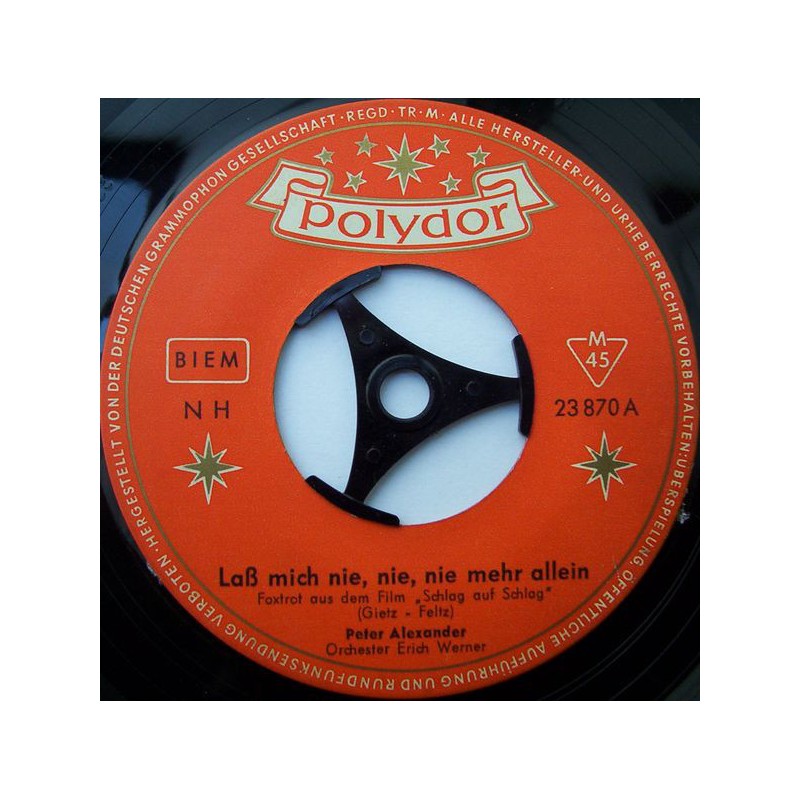 HERGESTELLT VON DER DEUTSCHEN GRAMMOPHON GESELLSCHAFT · REGD · TR · M · ALLE HERSTELLER- UND URHEBERRECHTE VORBEHALTEN: ÜBERSPIELUNG, ÖFFENTLICHE AUFFÜHRUNG UND RUNDFUNKSENDUNG VERBOTEN ·
Polydor
BIEM
M
45
NH
23 870 A
Laß mich nie, nie, nie mehr allein
Foxtrot aus dem Film „Schlag auf Schlag"
(Gietz - Feltz)
Peter Alexander
Orchester Erich Werner